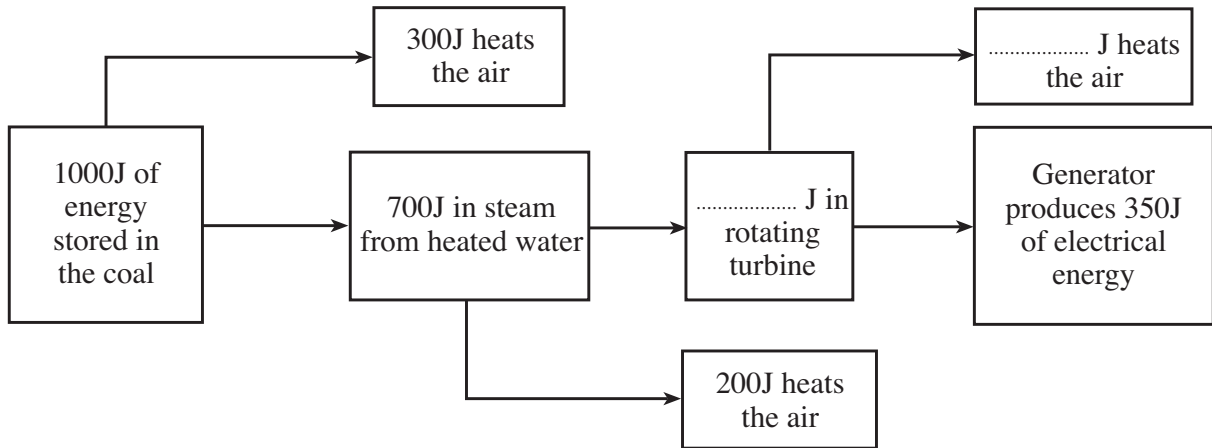 300J heats
the air
................... J heats
the air
1000J of
energy
stored in
the coal
700J in steam
from heated water
................... J in
rotating
turbine
Generator
produces 350J
of electrical
energy
200J heats
the air